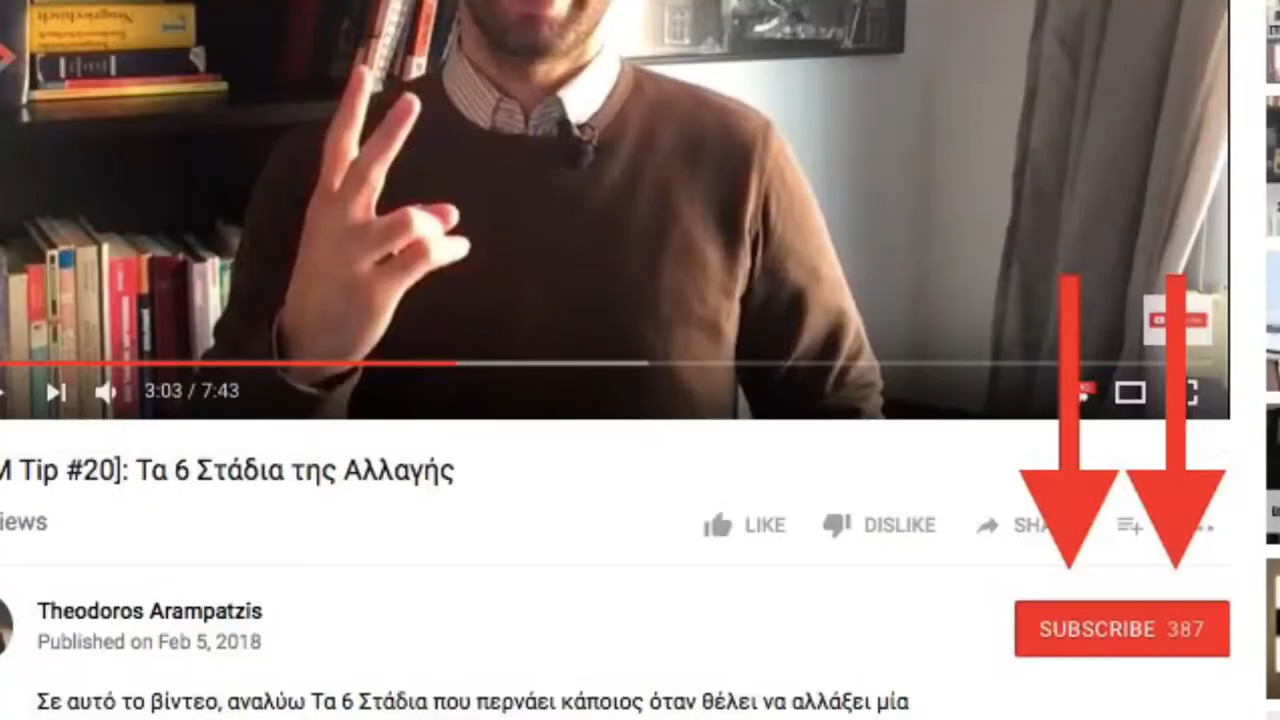 3:03 / 7:43
Tip #20]: Τα 6 Στάδια της Αλλαγής
iews
LIKE DISLIKE
Theodoros Arampatzis
Published on Feb 5, 2018
SUBSCRIBE 387
Σε αυτό το βίντεο, αναλύω Τα 6 Στάδια που περνάει κάποιος όταν θέλει να αλλάξει μία